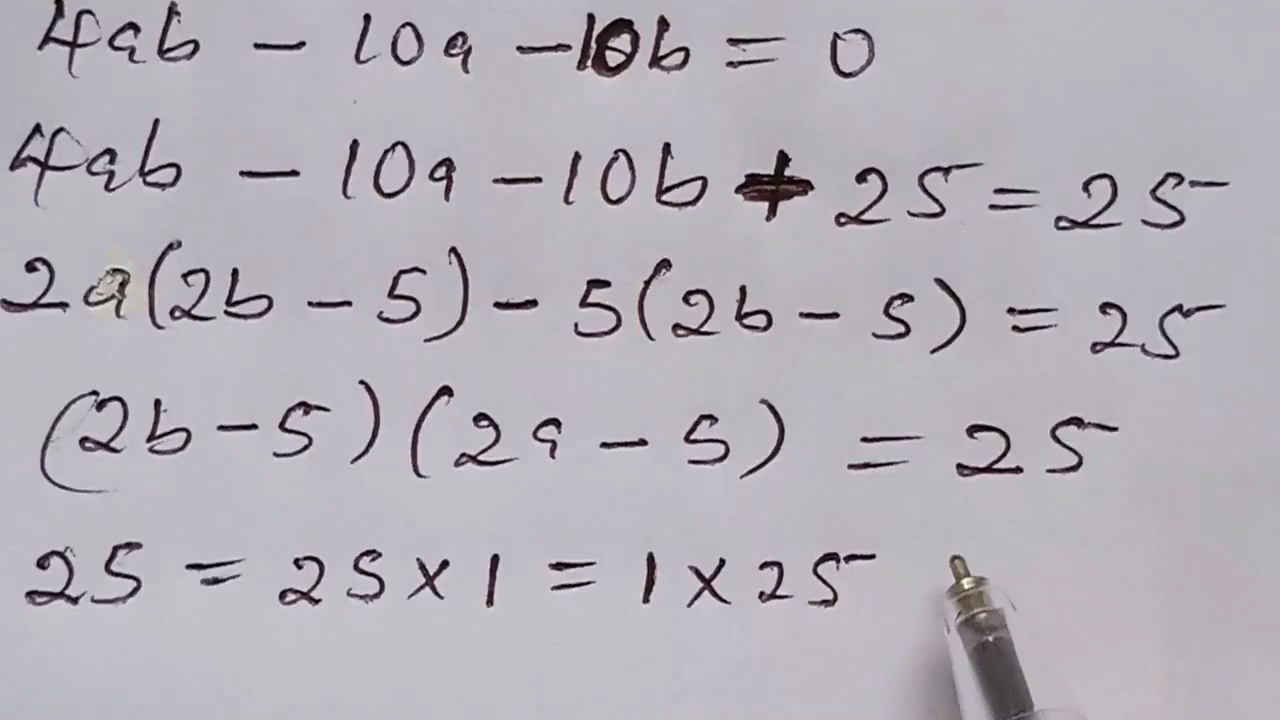 4ab - 10a - 10b = 0
4ab - 10a - 10b + 25 = 25
2a(2b - 5) - 5(2b - 5) = 25
(2b - 5)(2a - 5) = 25
25 = 25 × 1 = 1 × 25